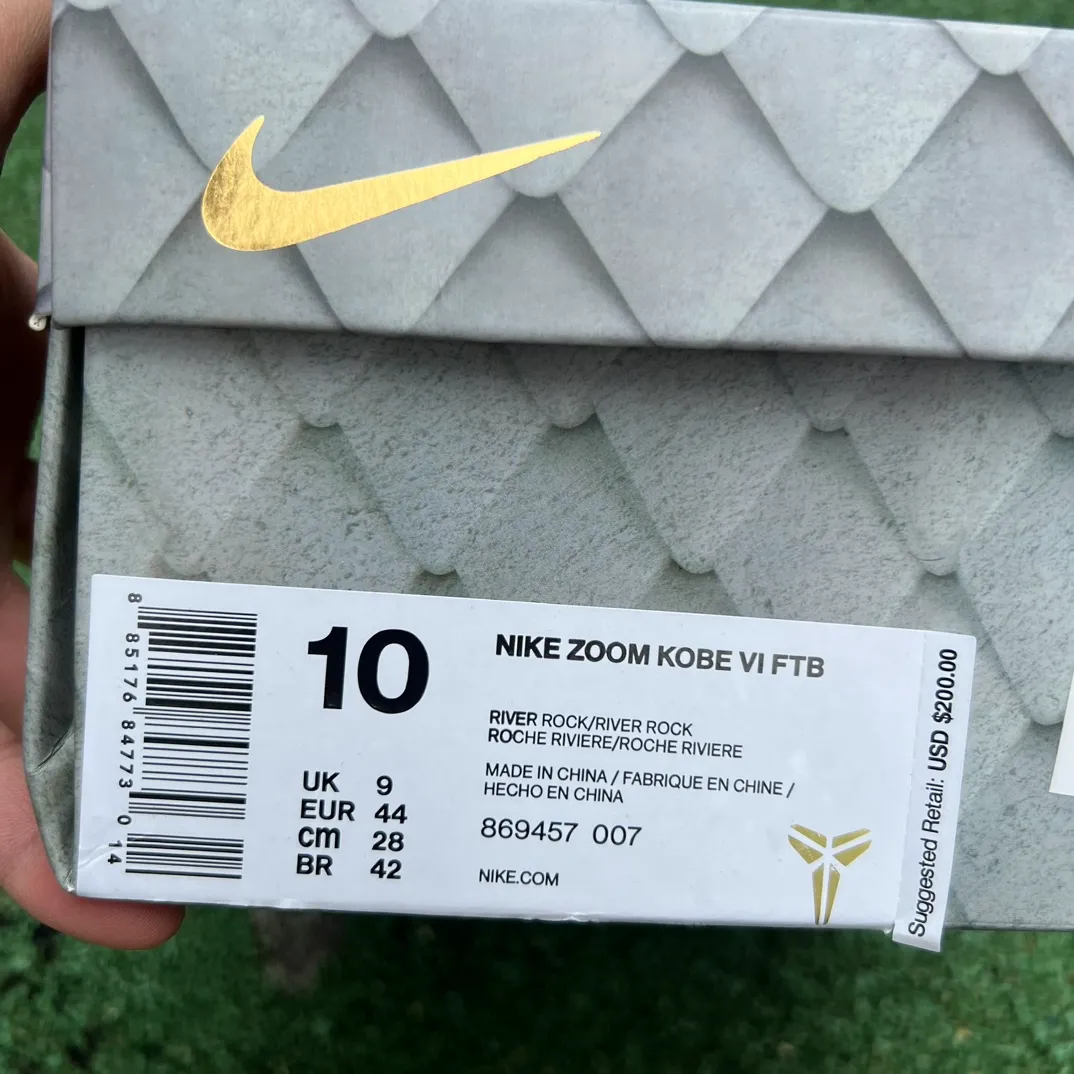 8 85176 84773 0 14
10
UK 9
EUR 44
cm 28
BR 42
NIKE ZOOM KOBE VI FTB
RIVER ROCK/RIVER ROCK
ROCHE RIVIERE/ROCHE RIVIERE
MADE IN CHINA / FABRIQUE EN CHINE /
HECHO EN CHINA
869457 007
NIKE.COM
Suggested Retail: USD $200.00